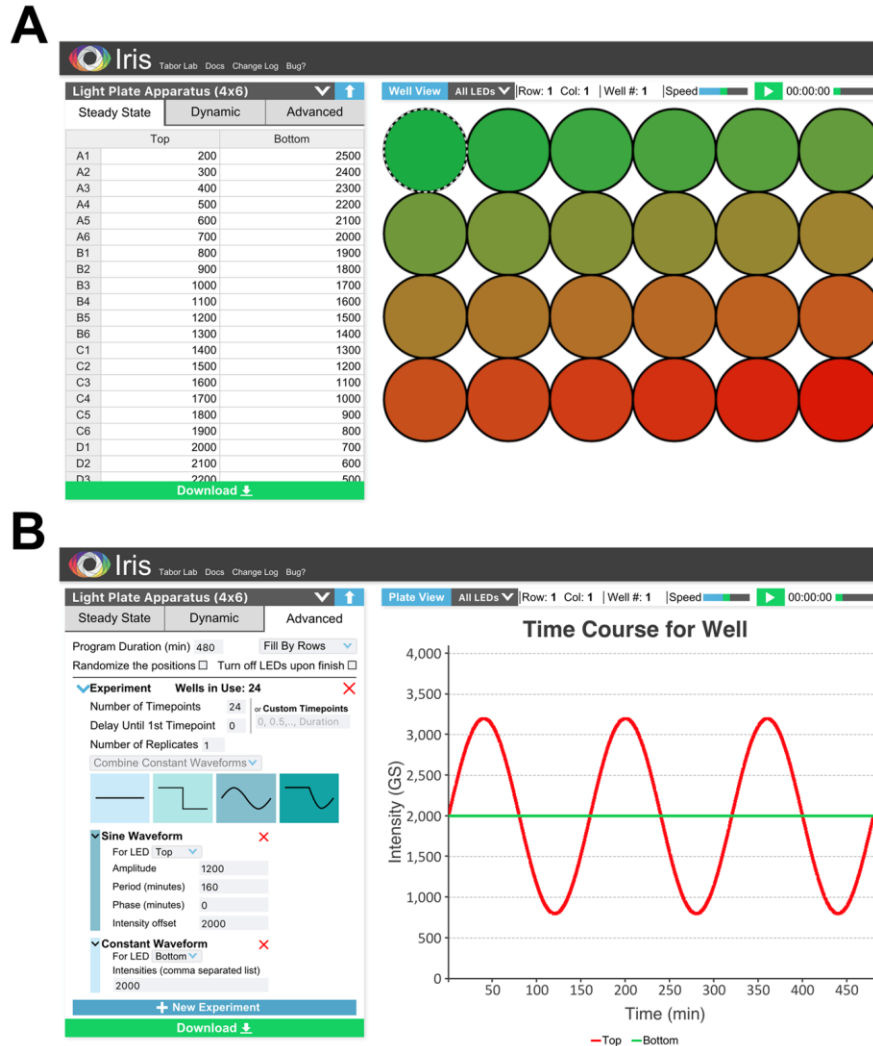 A
Iris Tabor Lab Docs Change Log Bug?
Light Plate Apparatus (4x6)
Steady State Dynamic Advanced
Top Bottom
A1 200 2500
A2 300 2400
A3 400 2300
A4 500 2200
A5 600 2100
A6 700 2000
B1 800 1900
B2 900 1800
B3 1000 1700
B4 1100 1600
B5 1200 1500
B6 1300 1400
C1 1400 1300
C2 1500 1200
C3 1600 1100
C4 1700 1000
C5 1800 900
C6 1900 800
D1 2000 700
D2 2100 600
D3 2200 500
Download
Well View All LEDs Row: 1 Col: 1 Well #: 1 Speed 00:00:00
B
Iris Tabor Lab Docs Change Log Bug?
Light Plate Apparatus (4x6)
Steady State Dynamic Advanced
Program Duration (min) 480 Fill By Rows
Randomize the positions Turn off LEDs upon finish
Experiment Wells in Use: 24
Number of Timepoints 24 or Custom Timepoints
Delay Until 1st Timepoint 0 0, 0.5,.., Duration
Number of Replicates 1
Combine Constant Waveforms
Sine Waveform
For LED Top
Amplitude 1200
Period (minutes) 160
Phase (minutes) 0
Intensity offset 2000
Constant Waveform
For LED Bottom
Intensities (comma separated list)
2000
+ New Experiment
Download
Plate View All LEDs Row: 1 Col: 1 Well #: 1 Speed 00:00:00
Time Course for Well
Intensity (GS)
4,000
3,500
3,000
2,500
2,000
1,500
1,000
500
0
50 100 150 200 250 300 350 400 450
Time (min)
Top Bottom